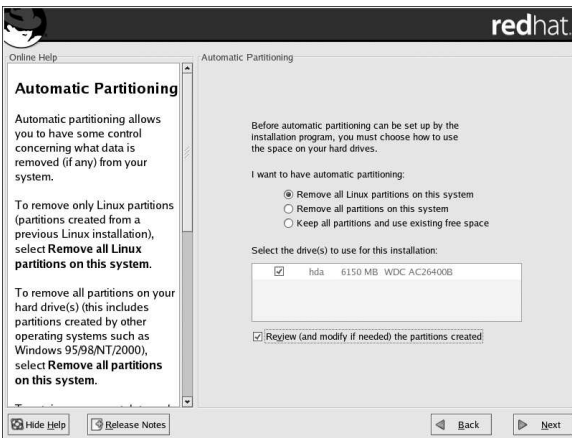 redhat.
Online Help
Automatic Partitioning
Automatic Partitioning
Automatic partitioning allows
you to have some control
concerning what data is
removed (if any) from your
system.
To remove only Linux partitions
(partitions created from a
previous Linux installation),
select Remove all Linux
partitions on this system.
To remove all partitions on your
hard drive(s) (this includes
partitions created by other
operating systems such as
Windows 95/98/NT/2000),
select Remove all partitions
on this system.
Before automatic partitioning can be set up by the
installation program, you must choose how to use
the space on your hard drives.
I want to have automatic partitioning:
Remove all Linux partitions on this system
Remove all partitions on this system
Keep all partitions and use existing free space
Select the drive(s) to use for this installation:
hda 6150 MB WDC AC26400B
Review (and modify if needed) the partitions created
Hide Help
Release Notes
Back
Next